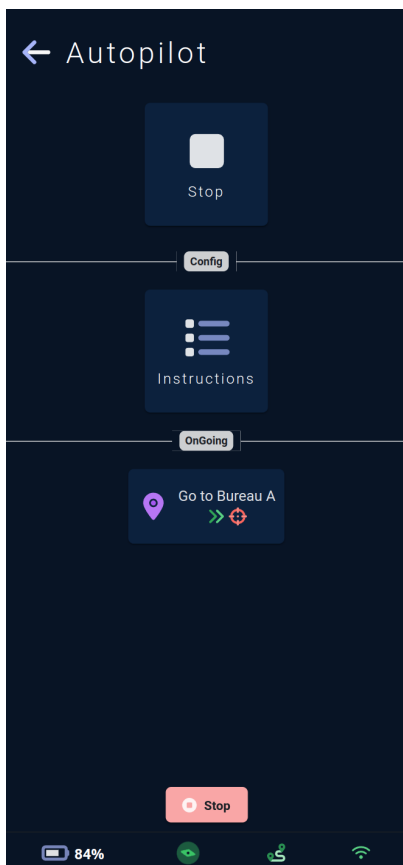 Autopilot
Stop
Config
Instructions
OnGoing
Go to Bureau A
Stop
84%